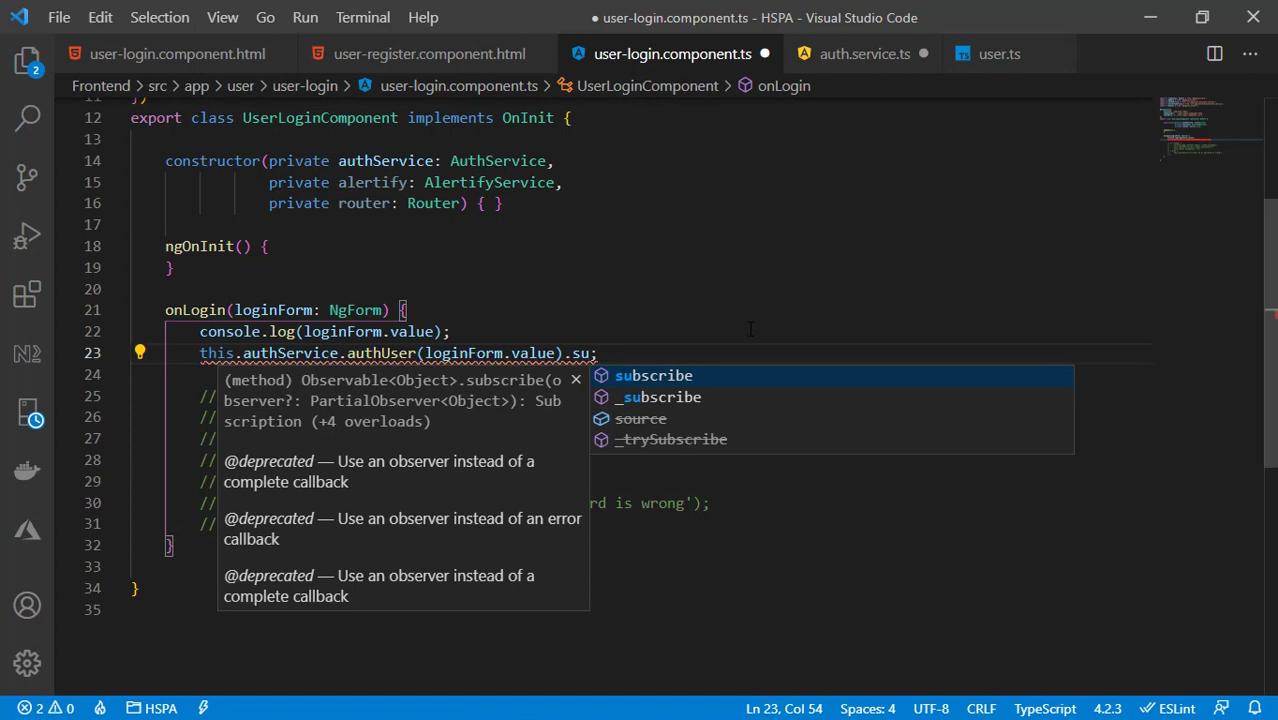 File Edit Selection View Go Run Terminal Help
● user-login.component.ts - HSPA - Visual Studio Code
user-login.component.html user-register.component.html user-login.component.ts auth.service.ts user.ts
Frontend > src > app > user > user-login > user-login.component.ts > UserLoginComponent > onLogin
12 export class UserLoginComponent implements OnInit {
13
14 constructor(private authService: AuthService,
15 private alertify: AlertifyService,
16 private router: Router) { }
17
18 ngOnInit() {
19 }
20
21 onLogin(loginForm: NgForm) {
22 console.log(loginForm.value);
23 this.authService.authUser(loginForm.value).su;
24
25 //
26 //
27 //
28 //
29 //
30 // rd is wrong');
31 //
32 }
33
34 }
35
(method) Observable<Object>.subscribe(o
bserver?: PartialObserver<Object>): Sub
scription (+4 overloads)
@deprecated — Use an observer instead of a
complete callback
@deprecated — Use an observer instead of an error
callback
@deprecated — Use an observer instead of a
complete callback
subscribe
_subscribe
source
_trySubscribe
2
2 0 HSPA Ln 23, Col 54 Spaces: 4 UTF-8 CRLF TypeScript 4.2.3 ESLint